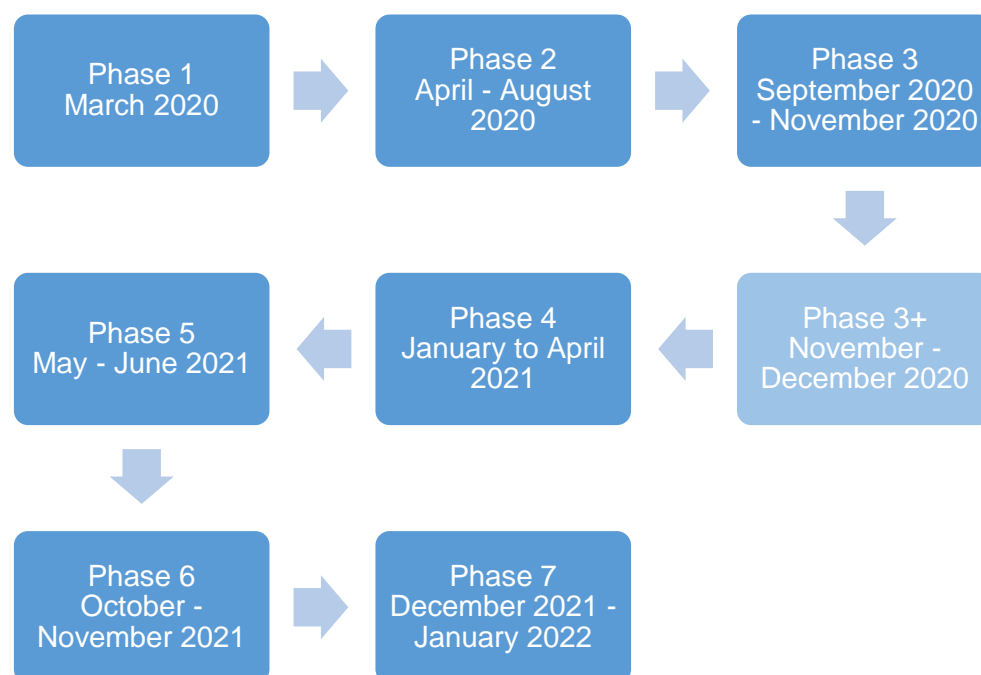 Phase 1
March 2020
Phase 2
April - August
2020
Phase 3
September 2020
- November 2020
Phase 3+
November -
December 2020
Phase 4
January to April
2021
Phase 5
May - June 2021
Phase 6
October -
November 2021
Phase 7
December 2021 -
January 2022